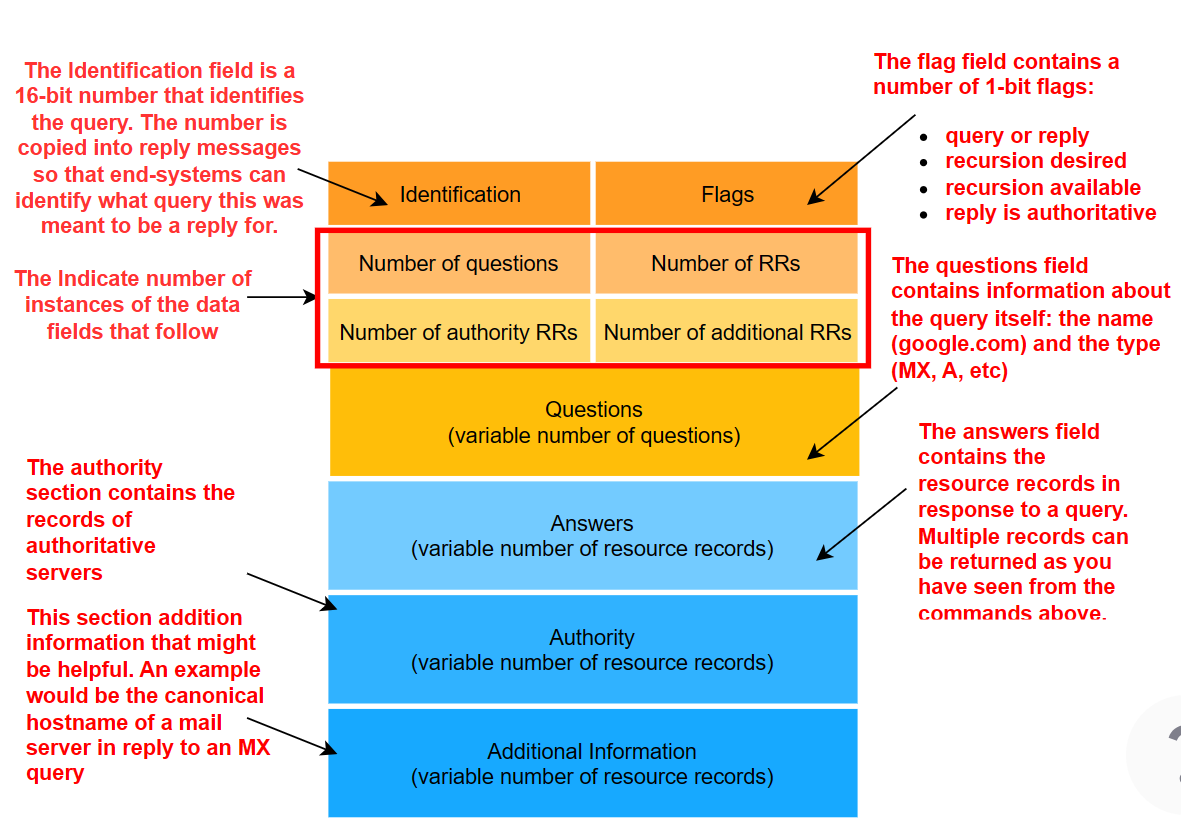 The Identification field is a
16-bit number that identifies
the query. The number is
copied into reply messages
so that end-systems can
identify what query this was
meant to be a reply for.
The flag field contains a
number of 1-bit flags:
query or reply
recursion desired
recursion available
reply is authoritative
Identification
Flags
The Indicate number of
instances of the data
fields that follow
Number of questions
Number of RRs
Number of authority RRs
Number of additional RRs
The questions field
contains information about
the query itself: the name
(google.com) and the type
(MX, A, etc)
Questions
(variable number of questions)
The answers field
contains the
resource records in
response to a query.
Multiple records can
be returned as you
have seen from the
commands above.
Answers
(variable number of resource records)
The authority
section contains the
records of
authoritative
servers
Authority
(variable number of resource records)
This section addition
information that might
be helpful. An example
would be the canonical
hostname of a mail
server in reply to an MX
query
Additional Information
(variable number of resource records)